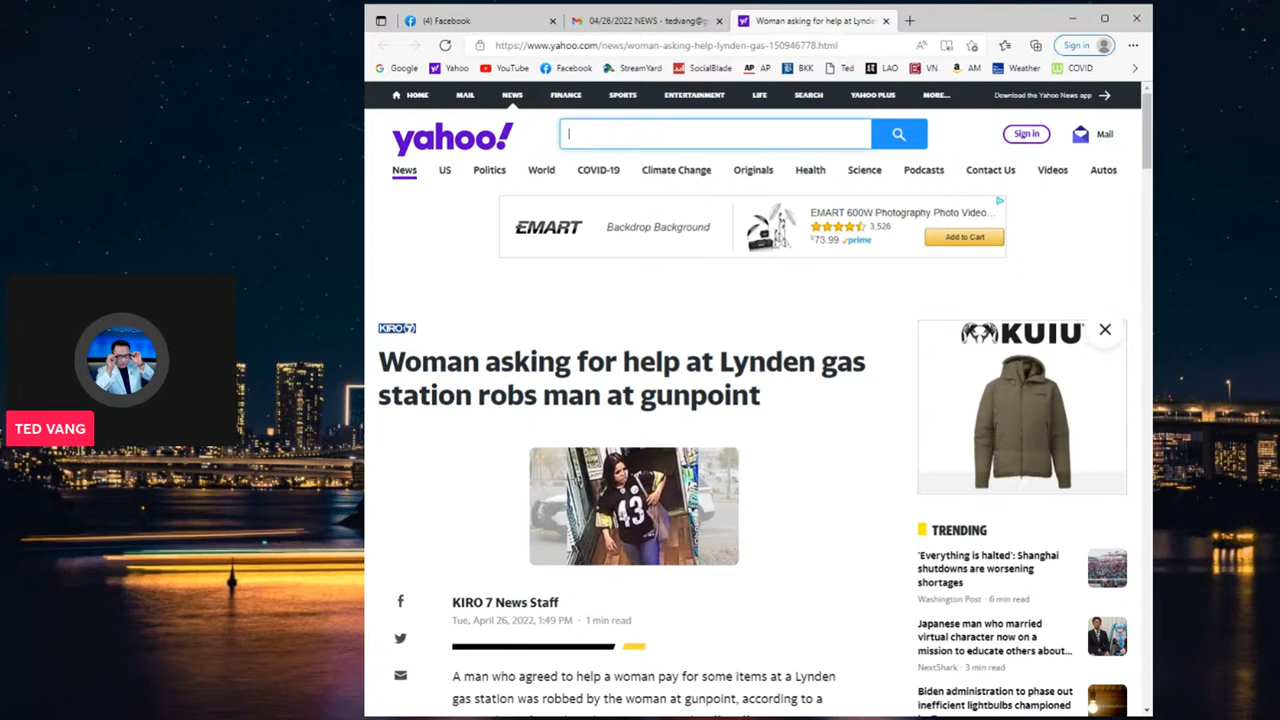 (4) Facebook
04/26/2022 NEWS - tedvang@g
Woman asking for help at Lynde
https://www.yahoo.com/news/woman-asking-help-lynden-gas-150946778.html
Sign in
Google
Yahoo
YouTube
Facebook
StreamYard
SocialBlade
AP
AP
BKK
Ted
LAO
VN
AM
Weather
COVID
HOME
MAIL
NEWS
FINANCE
SPORTS
ENTERTAINMENT
LIFE
SEARCH
YAHOO PLUS
MORE...
Download the Yahoo News app
yahoo!
Sign in
Mail
News
US
Politics
World
COVID-19
Climate Change
Originals
Health
Science
Podcasts
Contact Us
Videos
Autos
EMART
Backdrop Background
EMART 600W Photography Photo Video...
3,526
$73.99 prime
Add to Cart
KIRO 7
Woman asking for help at Lynden gas
station robs man at gunpoint
43
KIRO 7 News Staff
Tue, April 26, 2022, 1:49 PM · 1 min read
A man who agreed to help a woman pay for some items at a Lynden
gas station was robbed by the woman at gunpoint, according to a
KUIU
TRENDING
'Everything is halted': Shanghai
shutdowns are worsening
shortages
Washington Post · 6 min read
Japanese man who married
virtual character now on a
mission to educate others about...
NextShark · 3 min read
Biden administration to phase out
inefficient lightbulbs championed
TED VANG